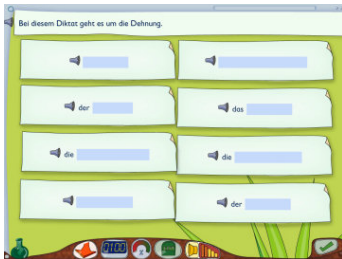 Bei diesem Diktat geht es um die Dehnung.
der
das
die
die
der